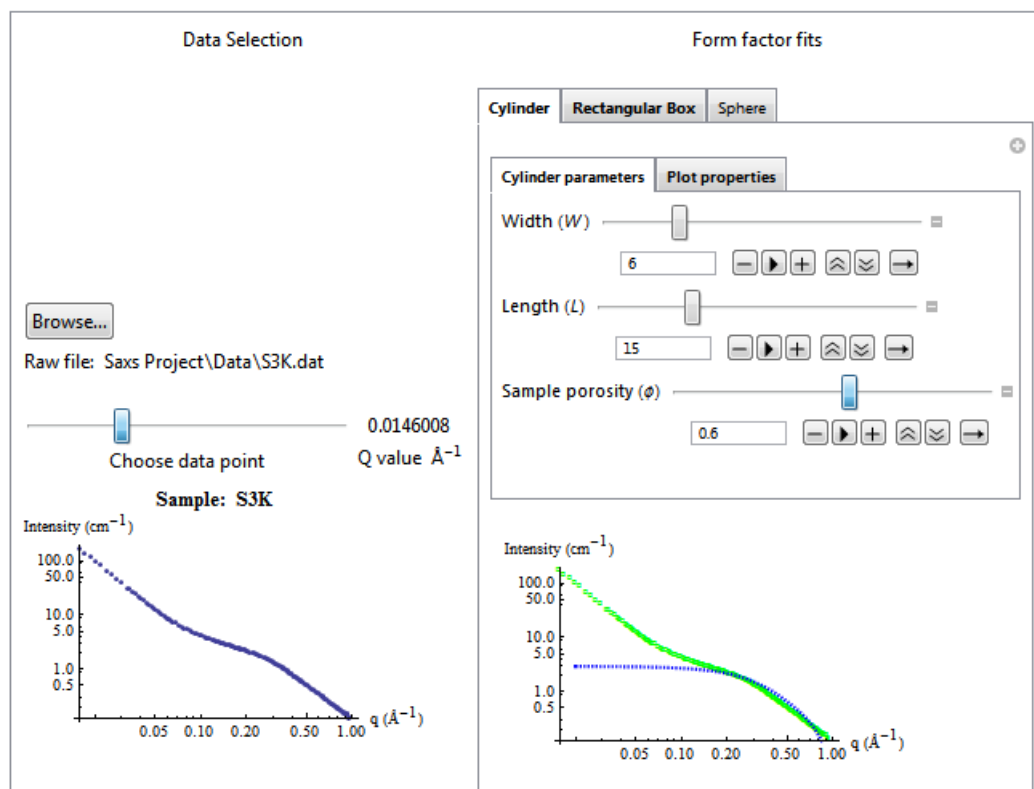 Data Selection
Form factor fits
Browse...
Raw file: Saxs Project\Data\S3K.dat
0.0146008
Choose data point
Q value Å⁻¹
Sample: S3K
Intensity (cm⁻¹)
100.0
50.0
10.0
5.0
1.0
0.5
0.05 0.10 0.20 0.50 1.00
q (Å⁻¹)
Cylinder Rectangular Box Sphere
Cylinder parameters Plot properties
Width (W)
6
Length (L)
15
Sample porosity (ϕ)
0.6
Intensity (cm⁻¹)
100.0
50.0
10.0
5.0
1.0
0.5
0.05 0.10 0.20 0.50 1.00
q (Å⁻¹)